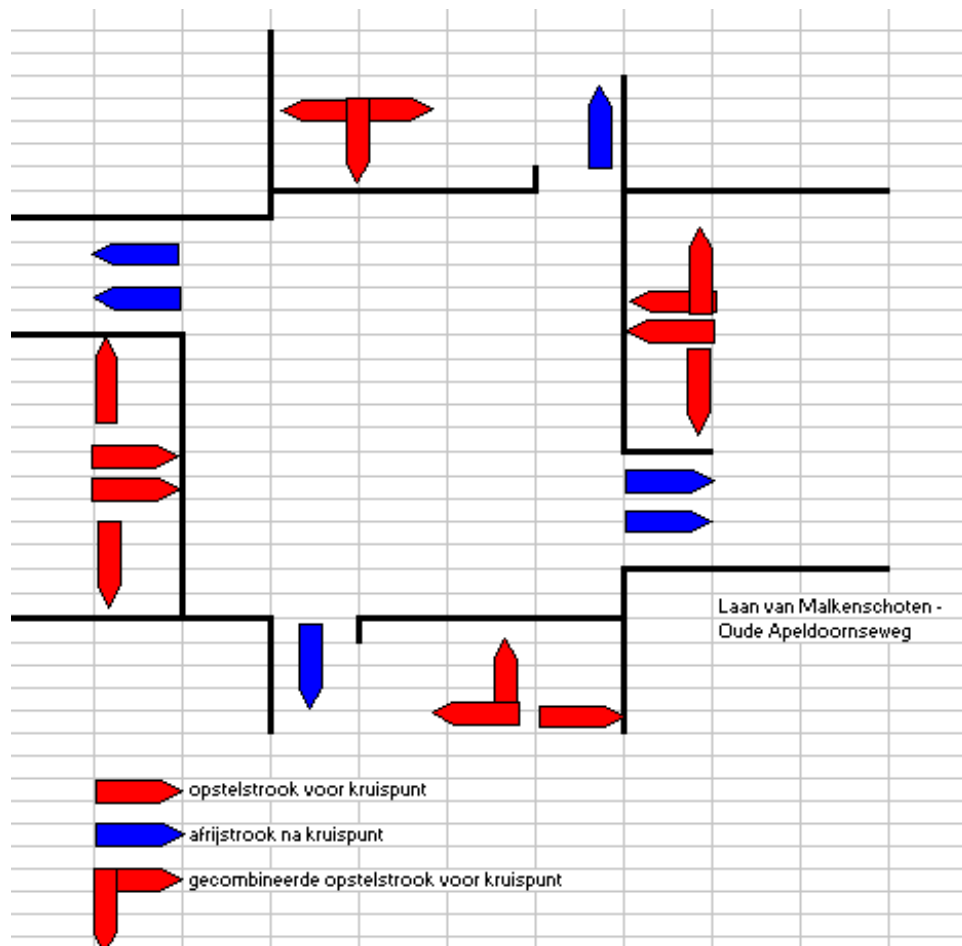 Laan van Malkenschoten -
Oude Apeldoornseweg
opstelstrook voor kruispunt
afrijstrook na kruispunt
gecombineerde opstelstrook voor kruispunt